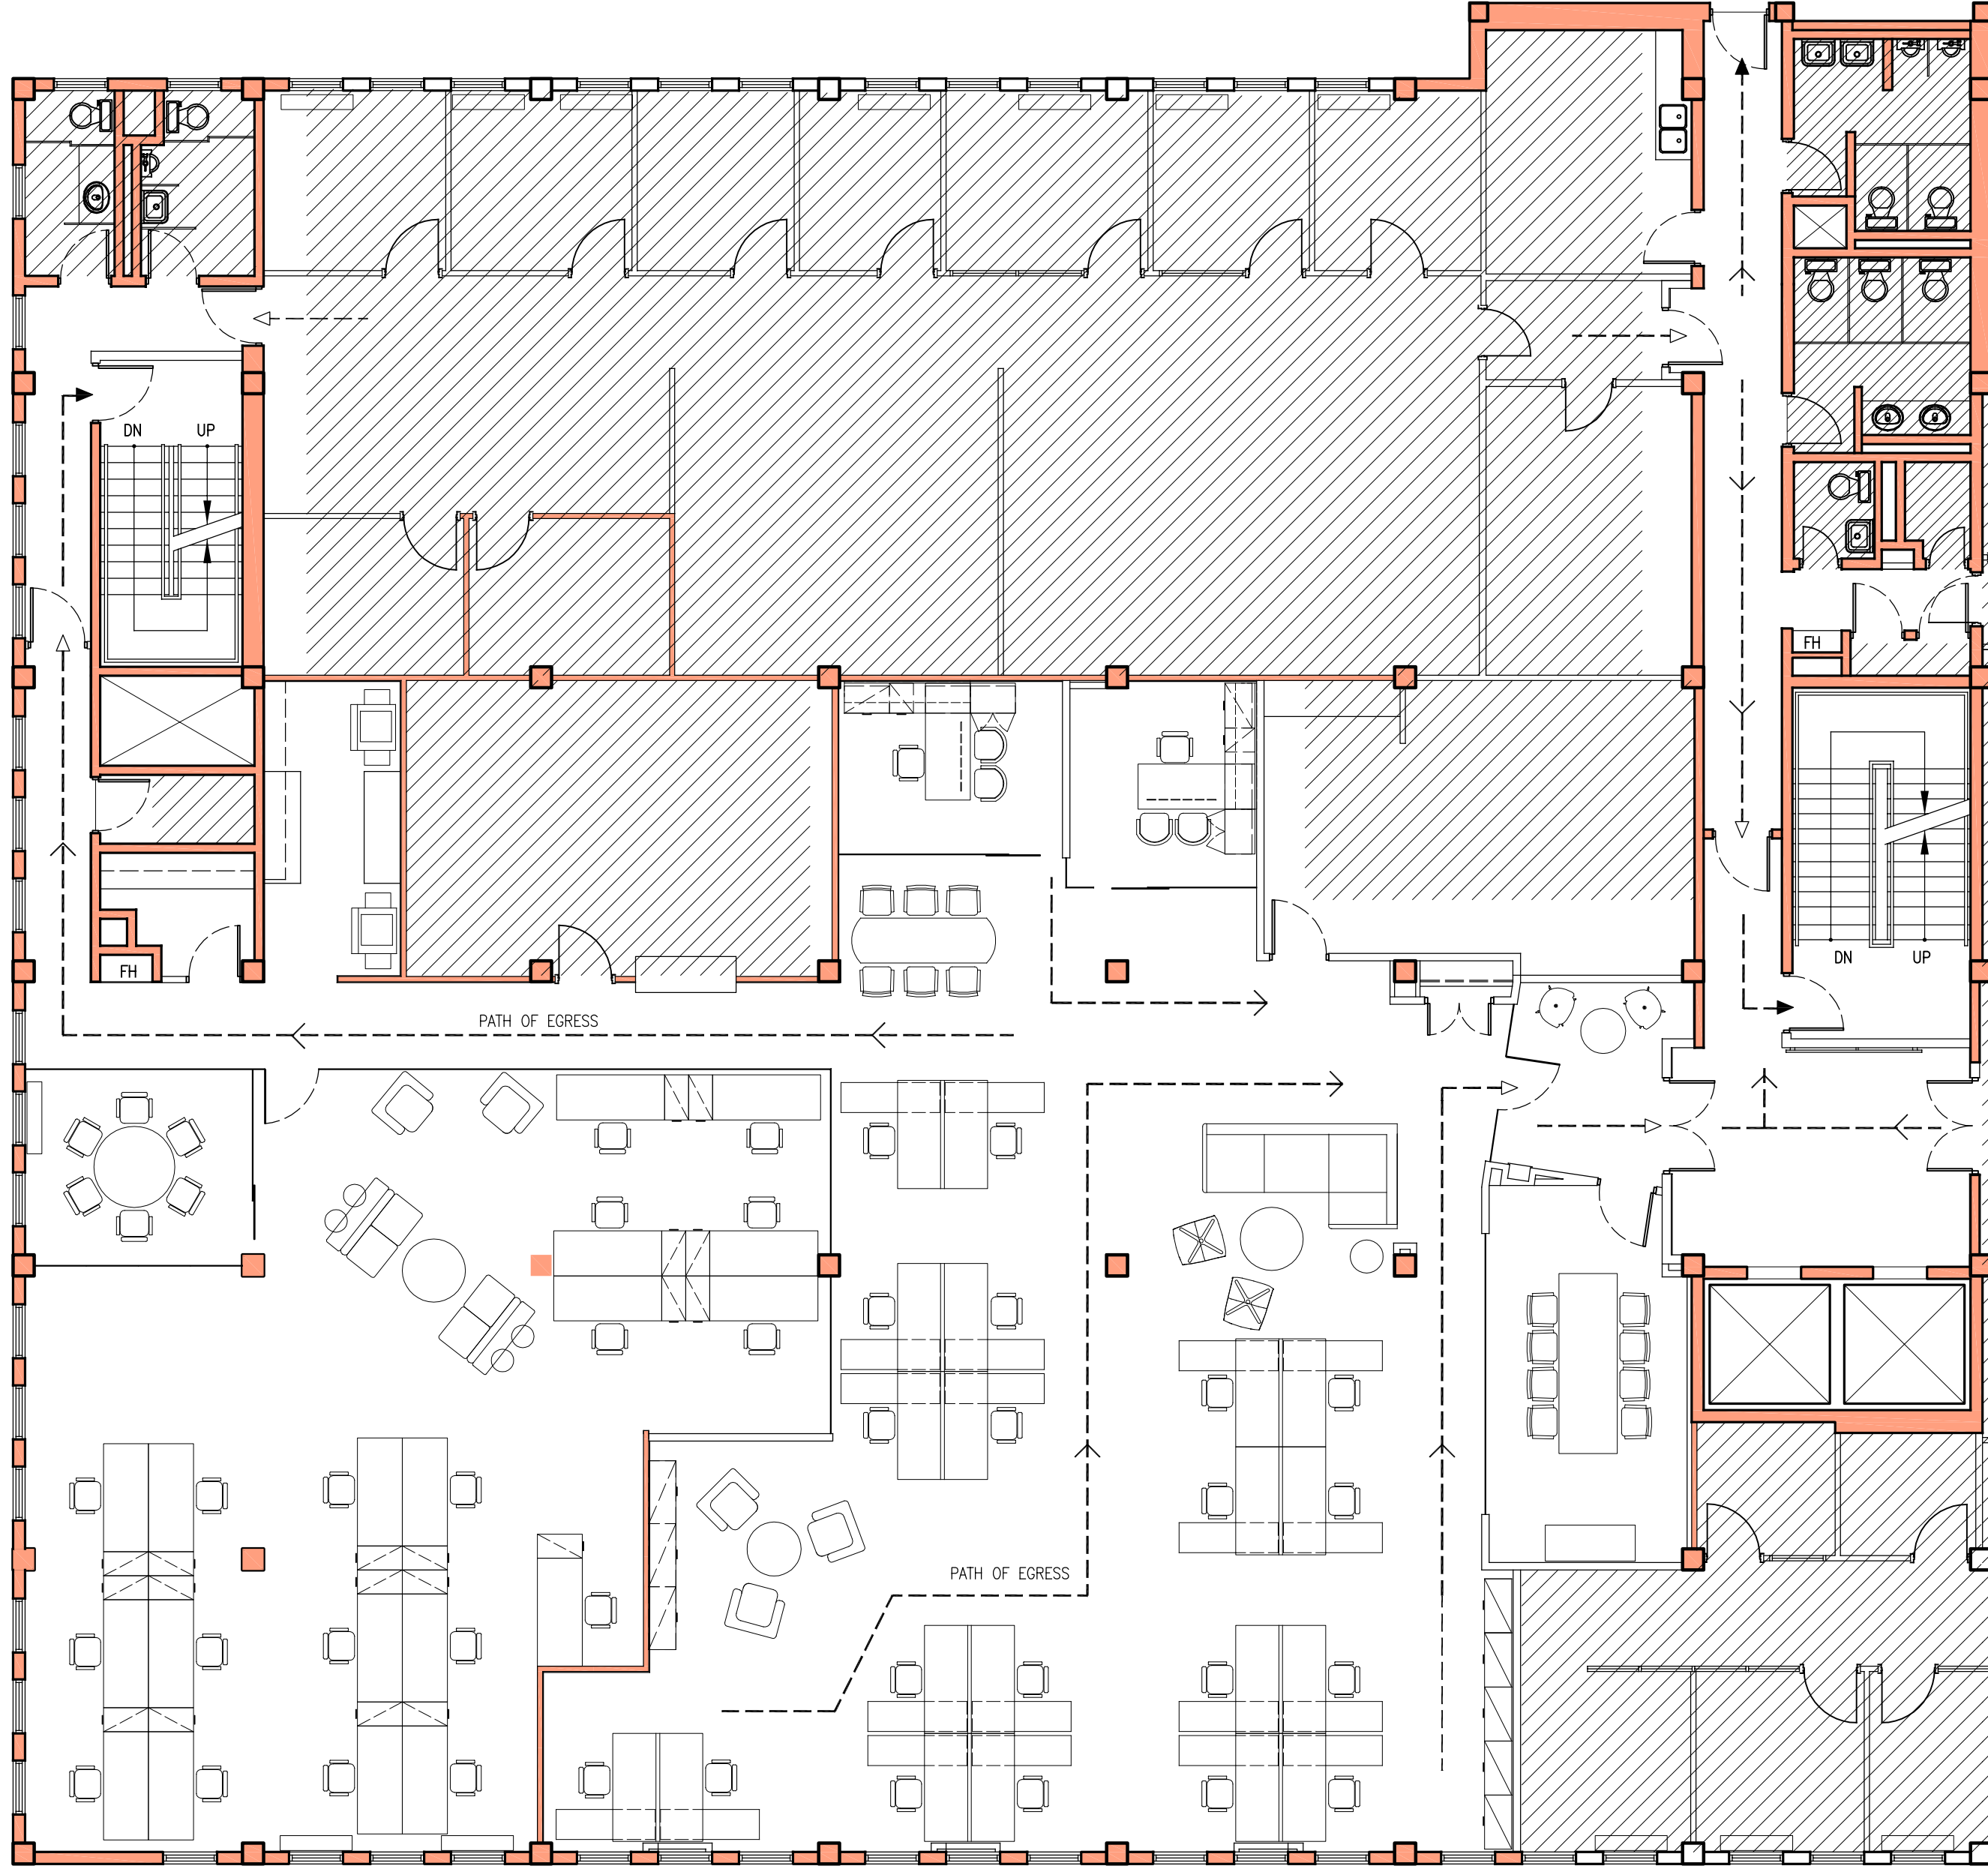 DN
UP
FH
DN
UP
FH
PATH OF EGRESS
PATH OF EGRESS